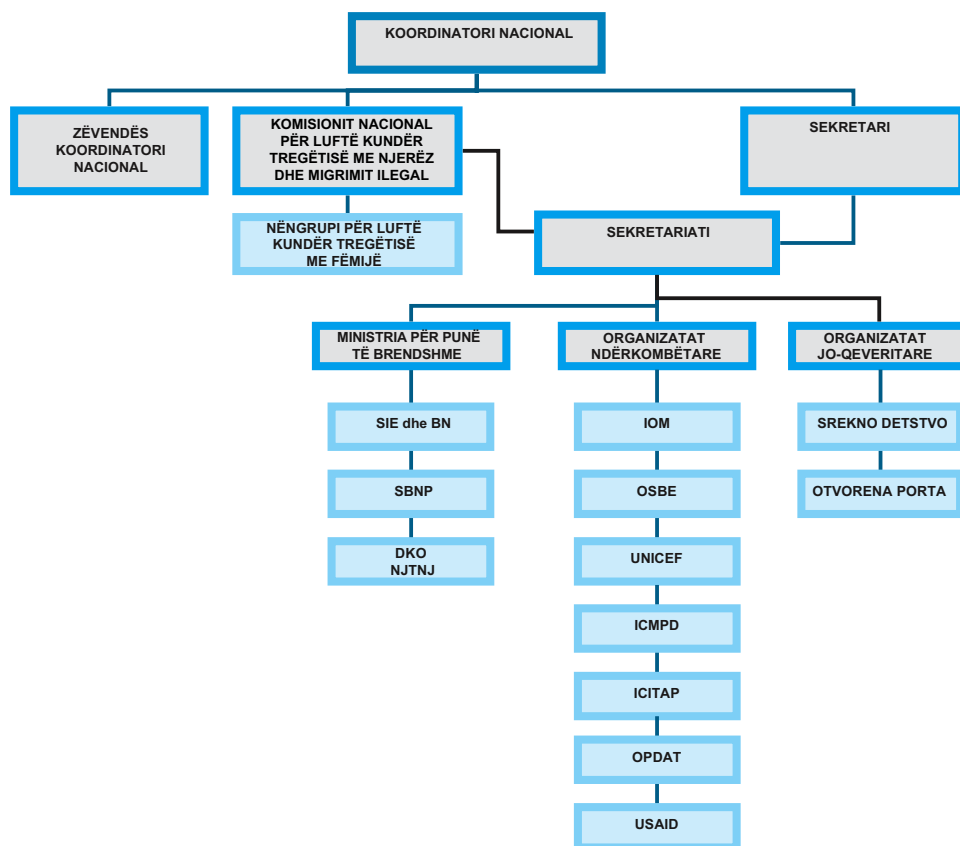 KOORDINATORI NACIONAL
ZËVENDËS
KOORDINATORI
NACIONAL
KOMISIONIT NACIONAL
PËR LUFTË KUNDËR
TREGËTISË ME NJERËZ
DHE MIGRIMIT ILEGAL
SEKRETARI
NËNGRUPI PËR LUFTË
KUNDËR TREGËTISË
ME FËMIJË
SEKRETARIATI
MINISTRIA PËR PUNË
TË BRENDSHME
ORGANIZATAT
NDËRKOMBËTARE
ORGANIZATAT
JO-QEVERITARE
SIE dhe BN
IOM
SREKNO DETSTVO
SBNP
OSBE
OTVORENA PORTA
DKO
NJTNJ
UNICEF
ICMPD
ICITAP
OPDAT
USAID